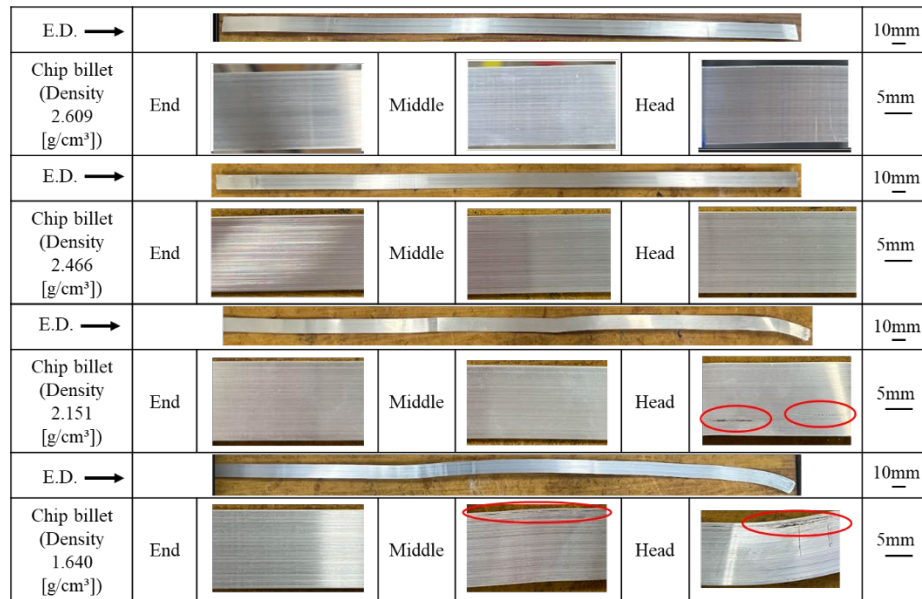 E.D.
10mm
Chip billet
(Density
2.609
[g/cm³])
End
Middle
Head
5mm
E.D.
10mm
Chip billet
(Density
2.466
[g/cm³])
End
Middle
Head
5mm
E.D.
10mm
Chip billet
(Density
2.151
[g/cm³])
End
Middle
Head
5mm
E.D.
10mm
Chip billet
(Density
1.640
[g/cm³])
End
Middle
Head
5mm